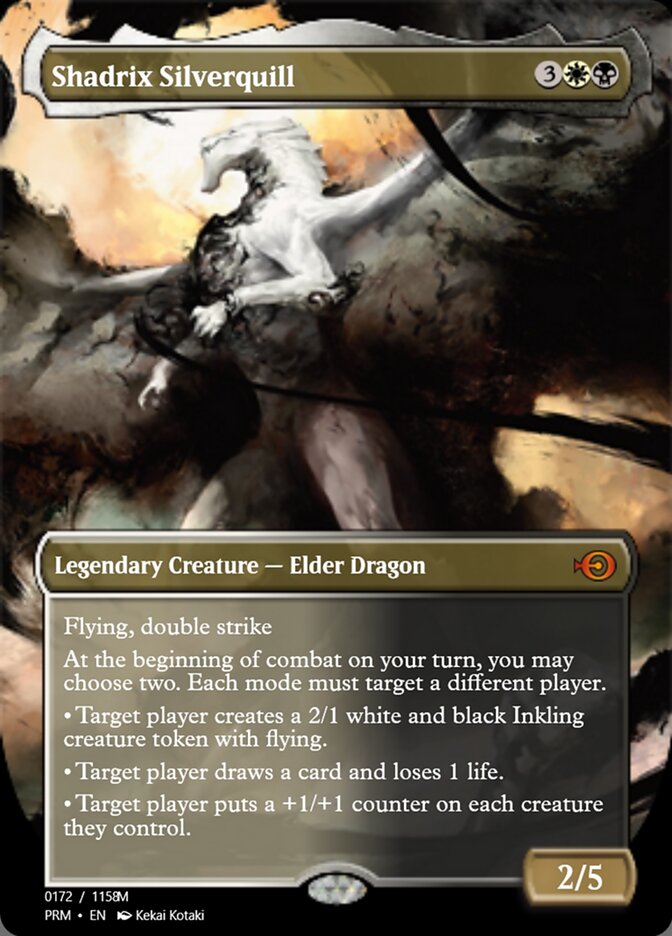 Shadrix Silverquill 3
Legendary Creature — Elder Dragon
Flying, double strike
At the beginning of combat on your turn, you may
choose two. Each mode must target a different player.
• Target player creates a 2/1 white and black Inkling
creature token with flying.
• Target player draws a card and loses 1 life.
• Target player puts a +1/+1 counter on each creature
they control.
2/5
0172 / 1158M
PRM • EN Kekai Kotaki